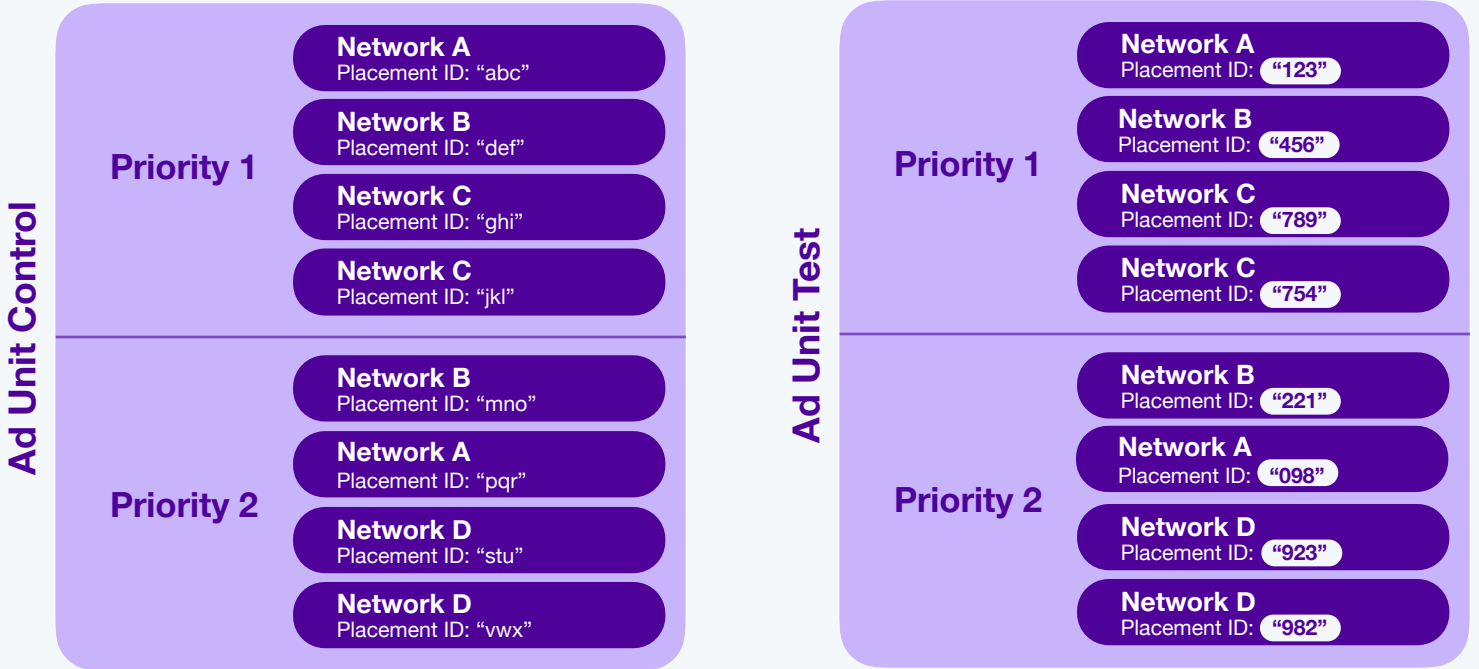 Ad Unit Control
Priority 1
Network A
Placement ID: “abc”
Network B
Placement ID: “def”
Network C
Placement ID: “ghi”
Network C
Placement ID: “jkl”
Priority 2
Network B
Placement ID: “mno”
Network A
Placement ID: “pqr”
Network D
Placement ID: “stu”
Network D
Placement ID: “vwx”
Ad Unit Test
Priority 1
Network A
Placement ID: “123”
Network B
Placement ID: “456”
Network C
Placement ID: “789”
Network C
Placement ID: “754”
Priority 2
Network B
Placement ID: “221”
Network A
Placement ID: “098”
Network D
Placement ID: “923”
Network D
Placement ID: “982”